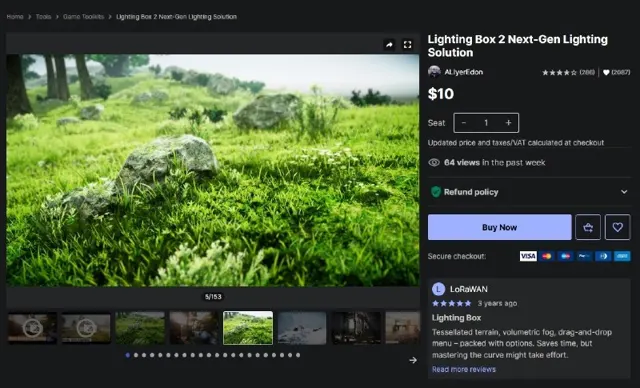 Home > Tools > Game Toolkits > Lighting Box 2 Next-Gen Lighting Solution
Lighting Box 2 Next-Gen Lighting
Solution
ALIyerEdon
(286) | (2667)
$10
Seat - 1 +
Updated price and taxes/VAT calculated at checkout
64 views in the past week
Refund policy
Buy Now
Secure checkout: VISA
5/153
L LoRaWAN
3 years ago
Lighting Box
Tessellated terrain, volumetric fog, drag-and-drop
menu – packed with options. Saves time, but
mastering the curve might take effort.
Read more reviews